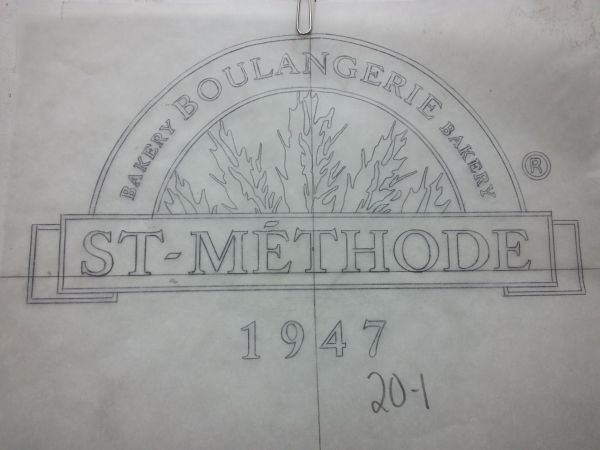 BAKERY BOULANGERIE BAKERY
®
ST-MÉTHODE
1947
20-1